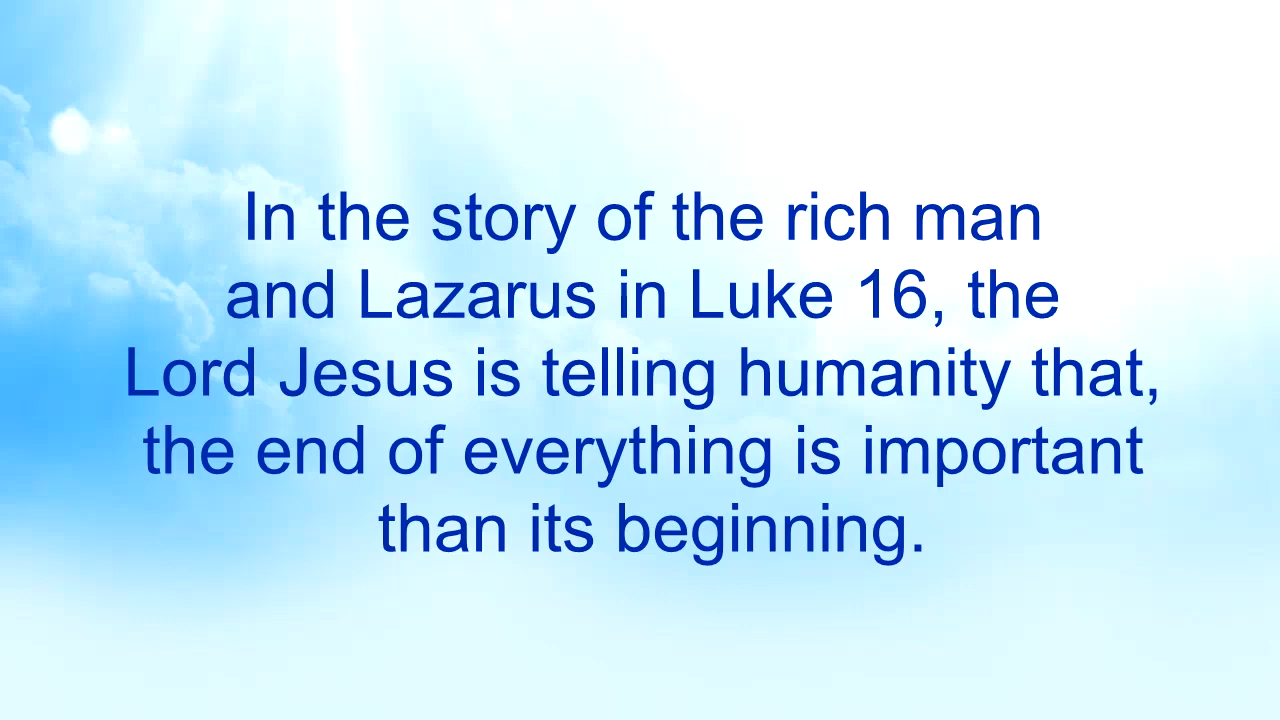 In the story of the rich man
and Lazarus in Luke 16, the
Lord Jesus is telling humanity that,
the end of everything is important
than its beginning.